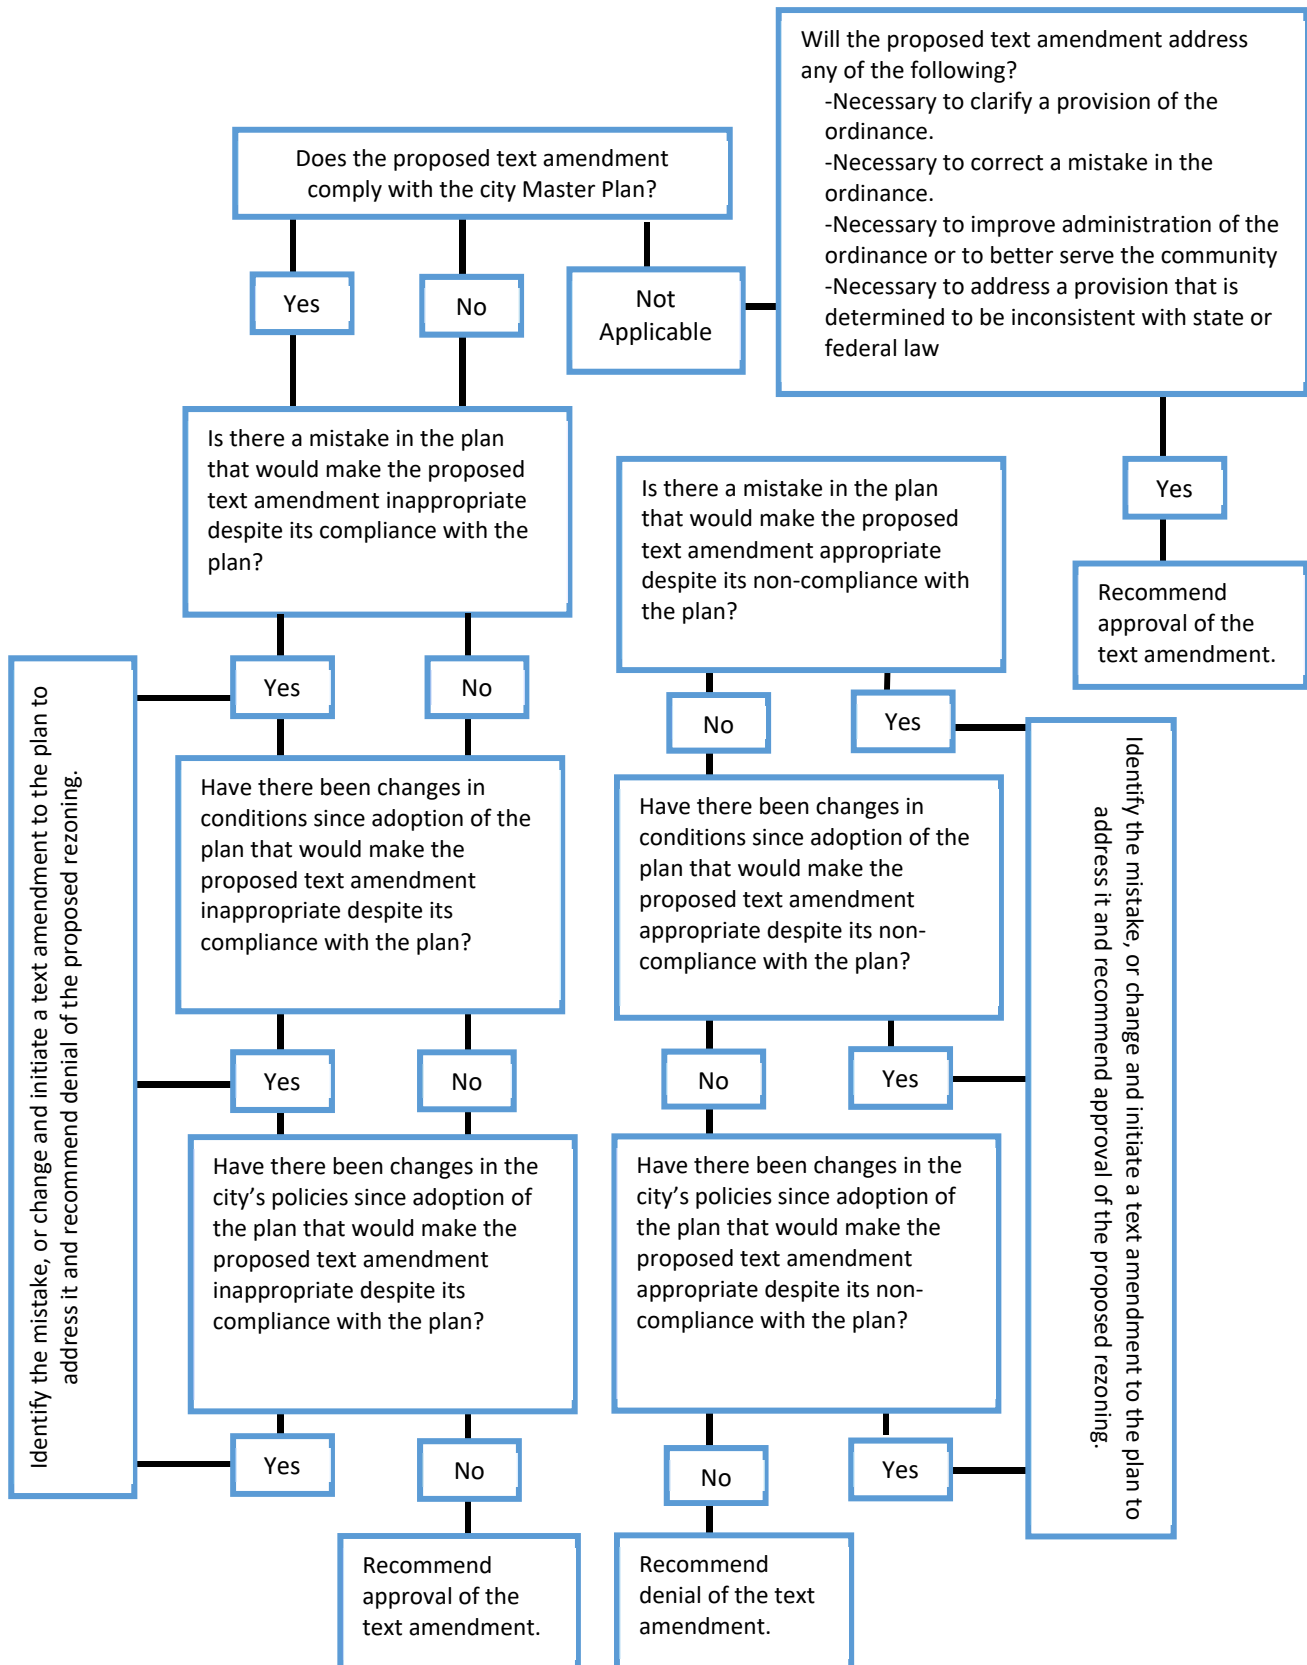 Will the proposed text amendment address
any of the following?
-Necessary to clarify a provision of the
ordinance.
-Necessary to correct a mistake in the
ordinance.
-Necessary to improve administration of the
ordinance or to better serve the community
-Necessary to address a provision that is
determined to be inconsistent with state or
federal law
Does the proposed text amendment
comply with the city Master Plan?
Yes
No
Not
Applicable
Yes
Recommend
approval of the
text amendment.
Is there a mistake in the plan
that would make the proposed
text amendment inappropriate
despite its compliance with the
plan?
Yes
No
Have there been changes in
conditions since adoption of the
plan that would make the
proposed text amendment
inappropriate despite its
compliance with the plan?
Yes
No
Have there been changes in the
city’s policies since adoption of
the plan that would make the
proposed text amendment
inappropriate despite its
compliance with the plan?
Yes
No
Recommend
approval of the
text amendment.
Identify the mistake, or change and initiate a text amendment to the plan to
address it and recommend denial of the proposed rezoning.
Is there a mistake in the plan
that would make the proposed
text amendment appropriate
despite its non-compliance with
the plan?
No
Yes
Have there been changes in
conditions since adoption of the
plan that would make the
proposed text amendment
appropriate despite its non-
compliance with the plan?
No
Yes
Have there been changes in the
city’s policies since adoption of
the plan that would make the
proposed text amendment
appropriate despite its non-
compliance with the plan?
No
Yes
Recommend
denial of the text
amendment.
Identify the mistake, or change and initiate a text amendment to the plan to
address it and recommend approval of the proposed rezoning.